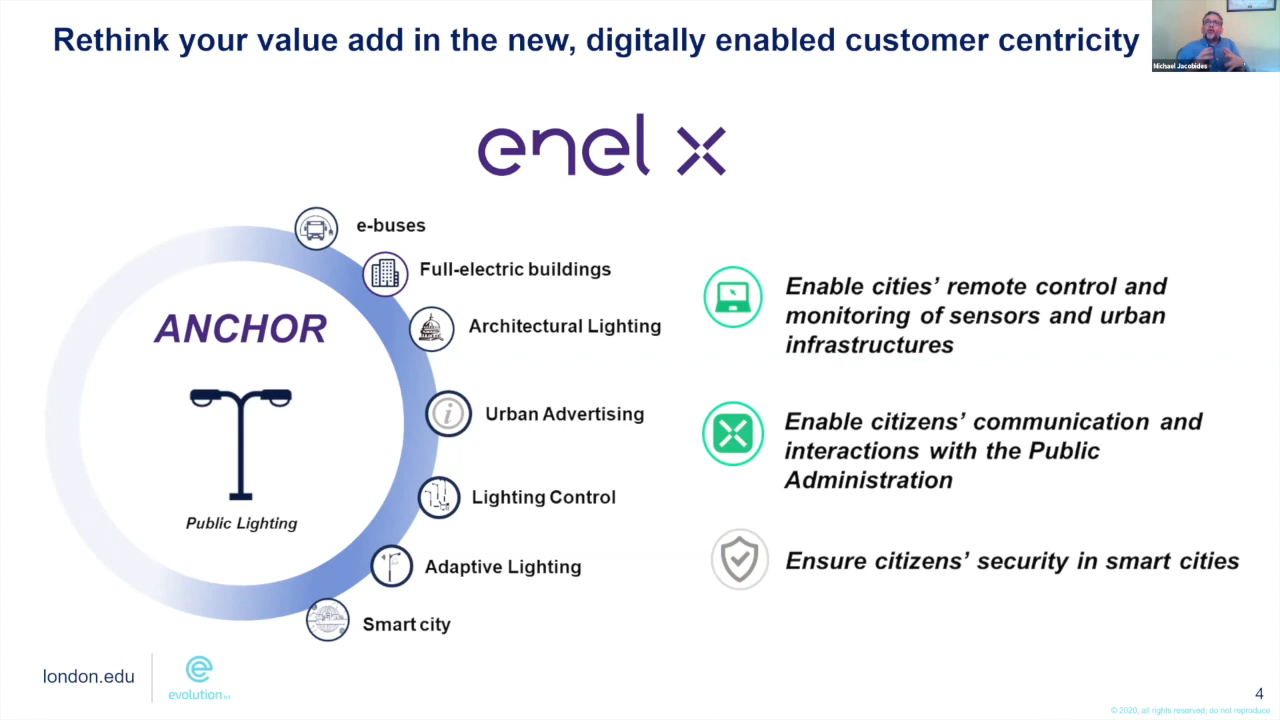 Rethink your value add in the new, digitally enabled customer centricity
Michael Jacobides
enel x
e-buses
Full-electric buildings
Architectural Lighting
Urban Advertising
Lighting Control
Adaptive Lighting
Smart city
ANCHOR
Public Lighting
Enable cities' remote control and
monitoring of sensors and urban
infrastructures
Enable citizens' communication and
interactions with the Public
Administration
Ensure citizens' security in smart cities
london.edu
evolution
4
© 2020, all rights reserved; do not reproduce